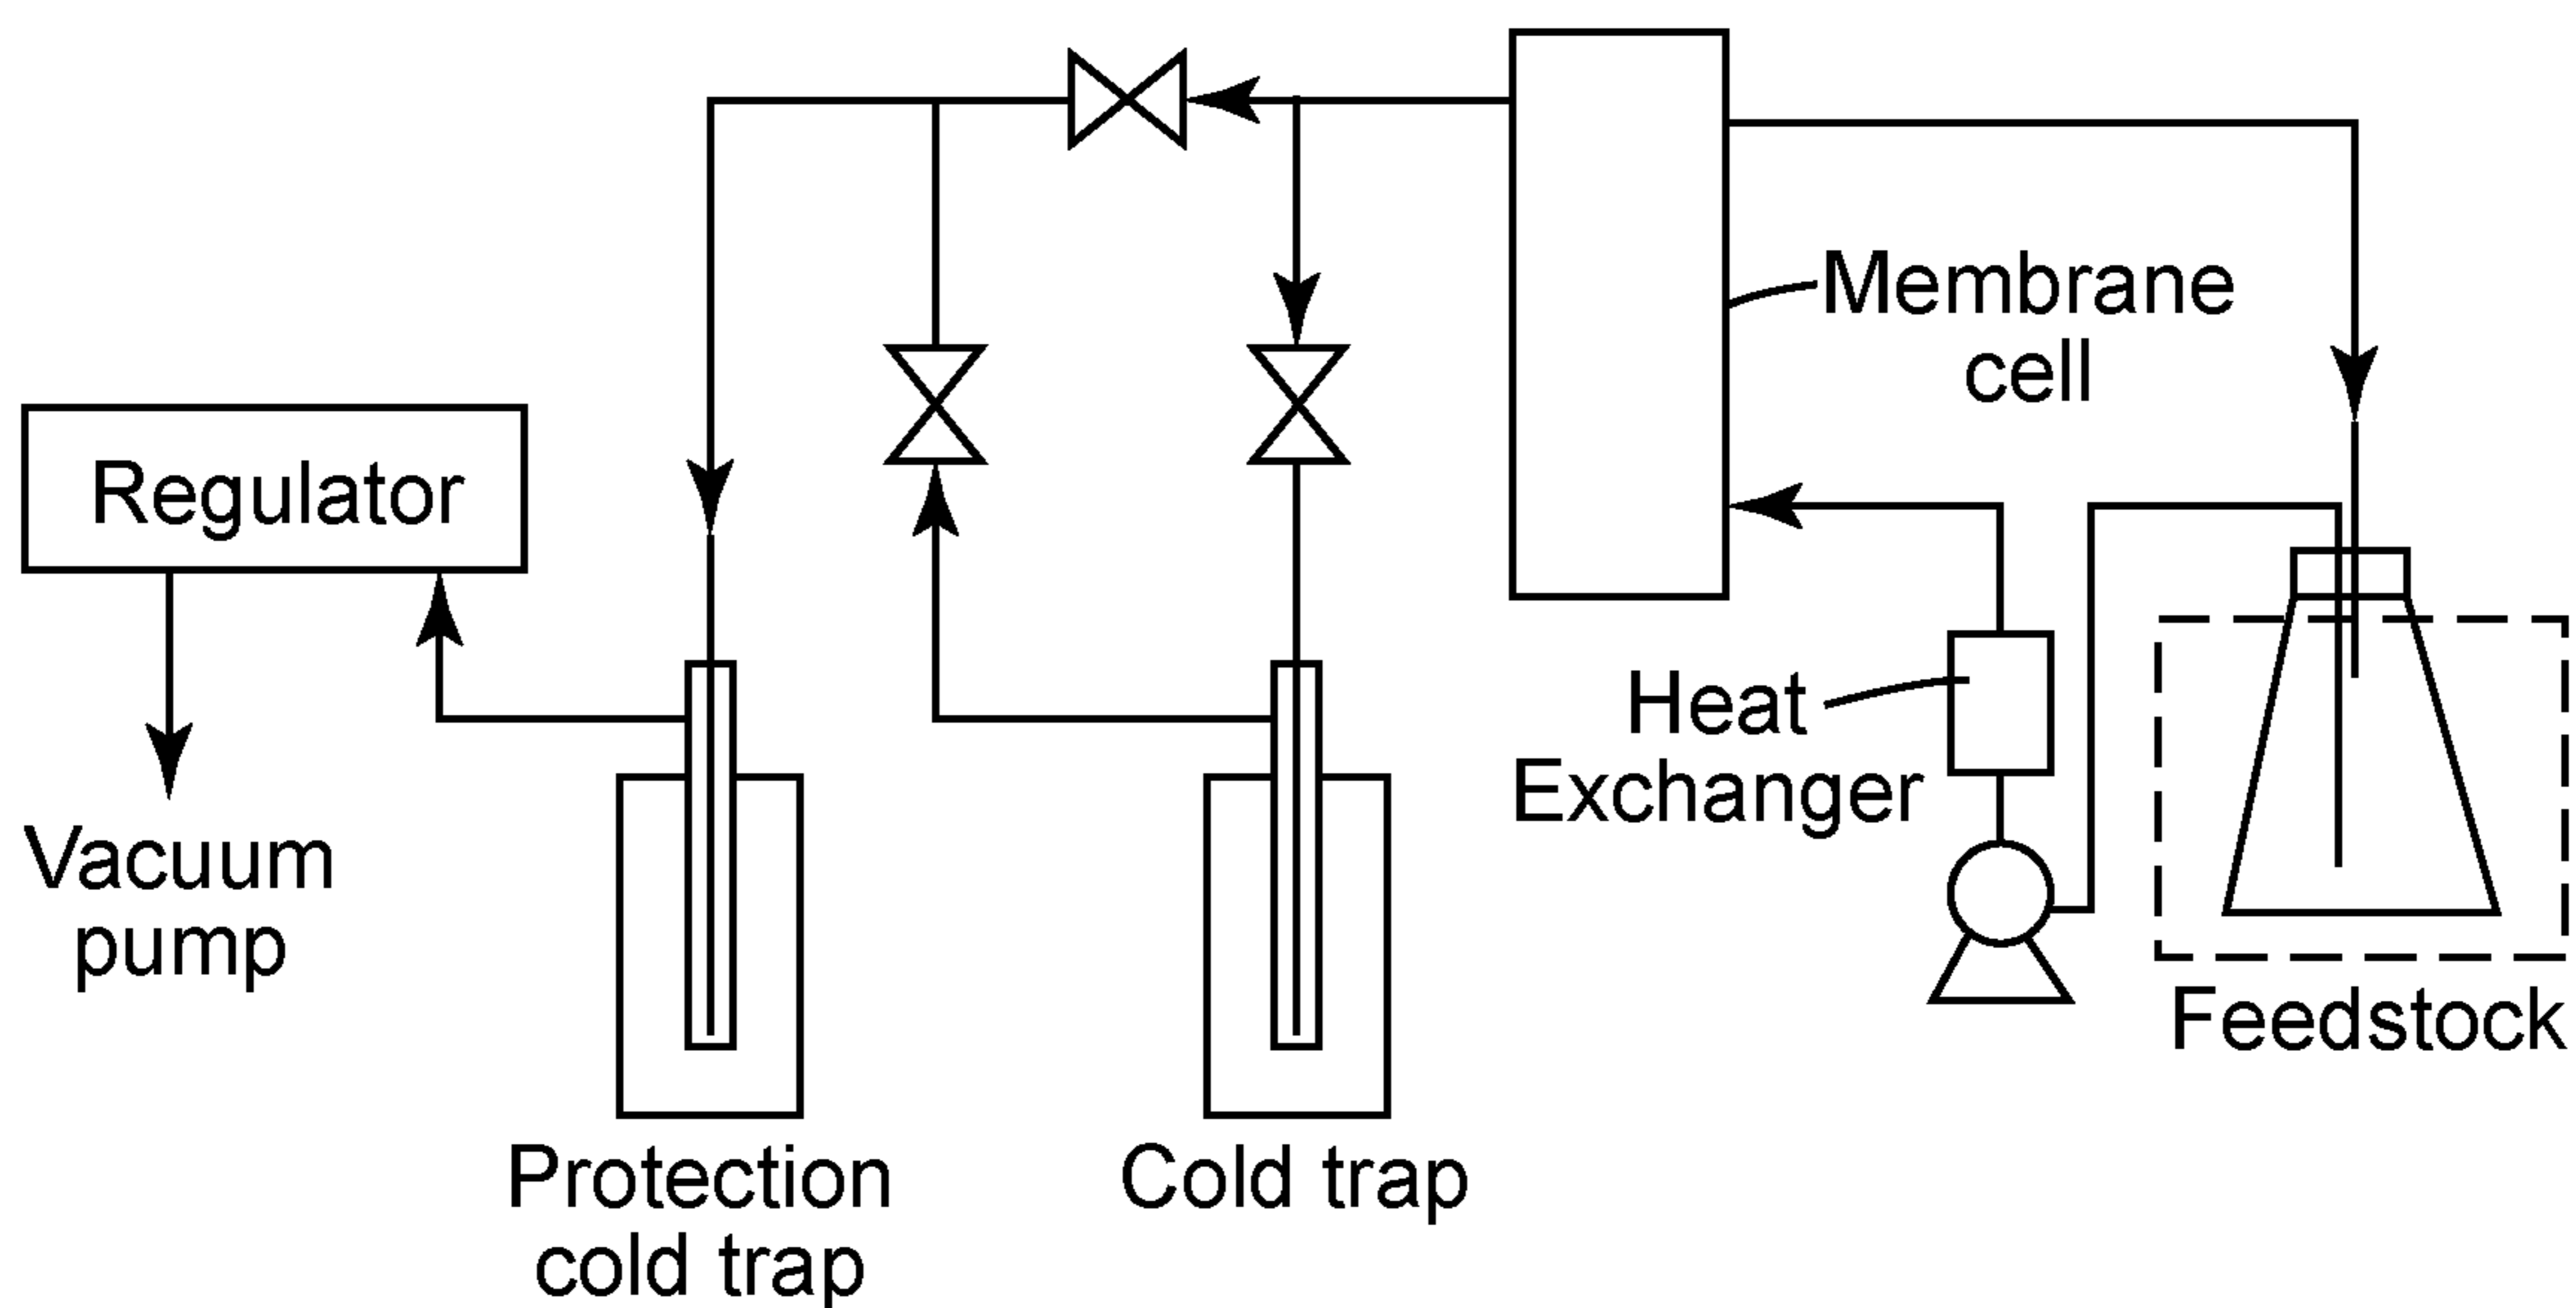 Membrane
cell
Regulator
Heat
Exchanger
Vacuum
pump
Feedstock
Protection
cold trap
Cold trap